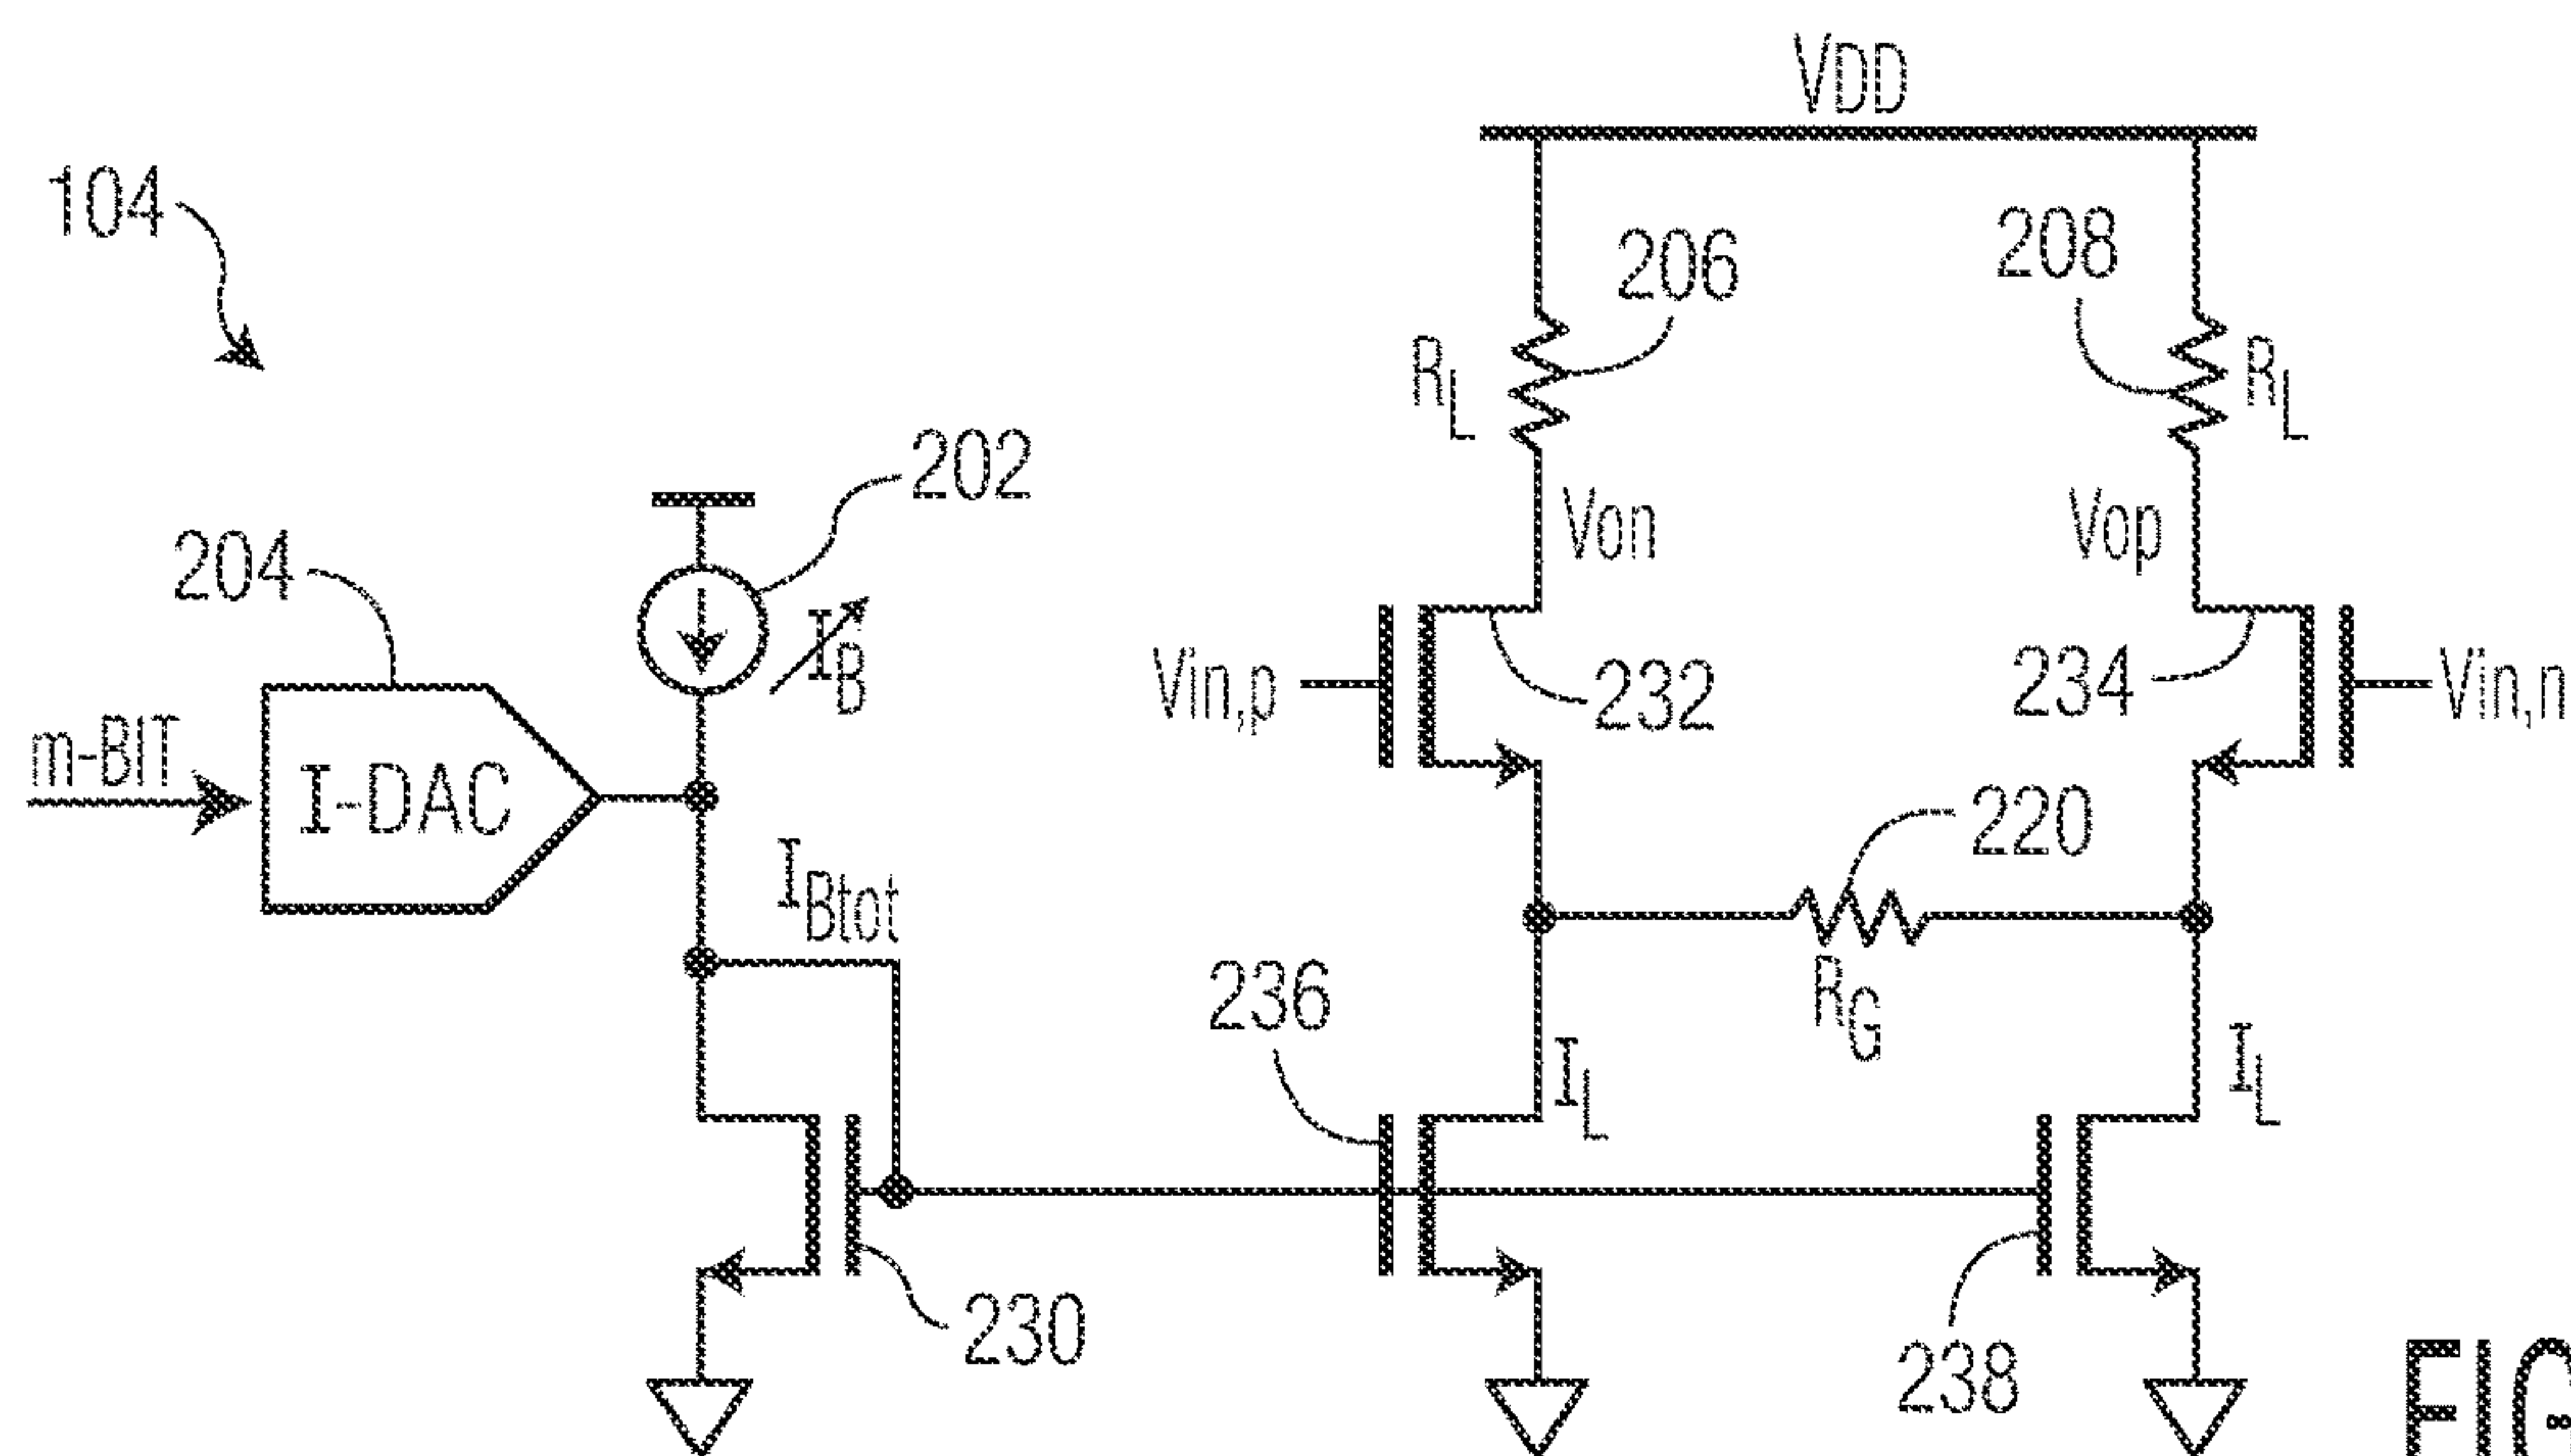 VDD
104
206
208
RL
RL
202
204
Von
Vop
IB
Vin,p
232
234
Vin,n
m-BIT
I-DAC
220
IBtot
236
RG
IL
IL
230
238
FIG